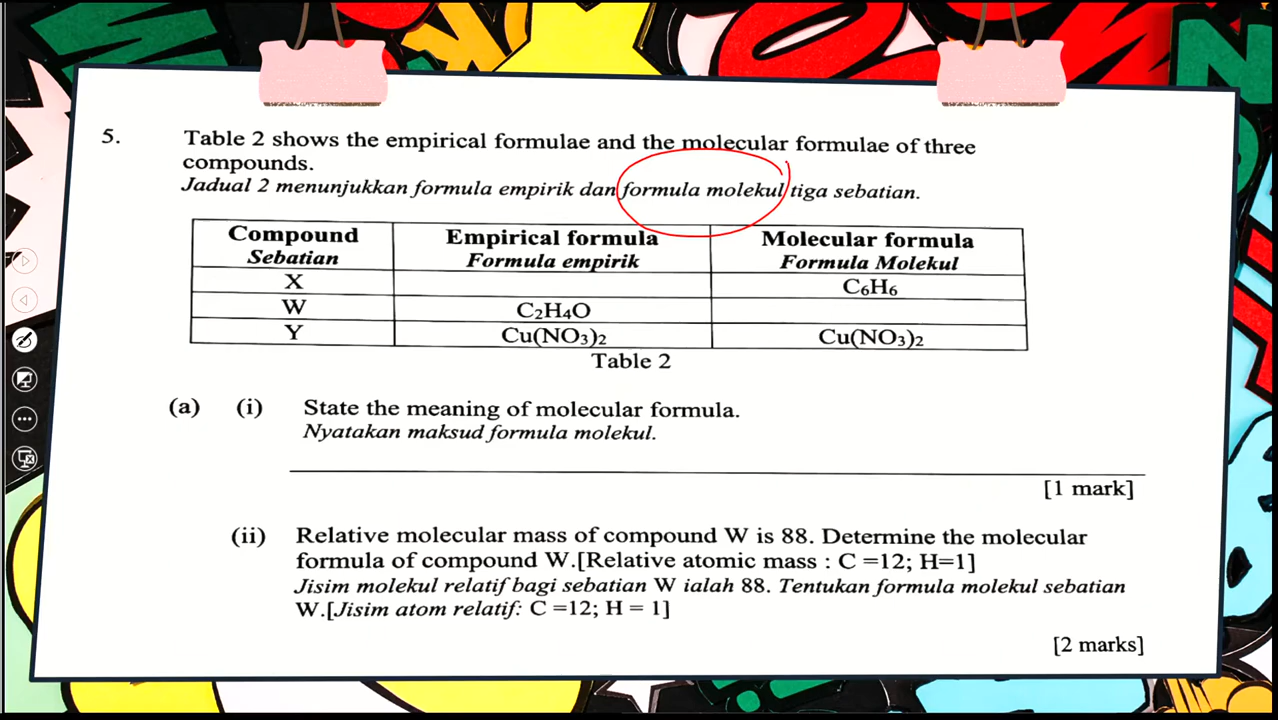 5. Table 2 shows the empirical formulae and the molecular formulae of three
compounds.
Jadual 2 menunjukkan formula empirik dan formula molekul tiga sebatian.
Compound Empirical formula Molecular formula
Sebatian Formula empirik Formula Molekul
X C₆H₆
W C₂H₄O
Y Cu(NO₃)₂ Cu(NO₃)₂
Table 2
(a) (i) State the meaning of molecular formula.
Nyatakan maksud formula molekul.
[1 mark]
(ii) Relative molecular mass of compound W is 88. Determine the molecular
formula of compound W.[Relative atomic mass : C =12; H=1]
Jisim molekul relatif bagi sebatian W ialah 88. Tentukan formula molekul sebatian
W.[Jisim atom relatif: C =12; H = 1]
[2 marks]